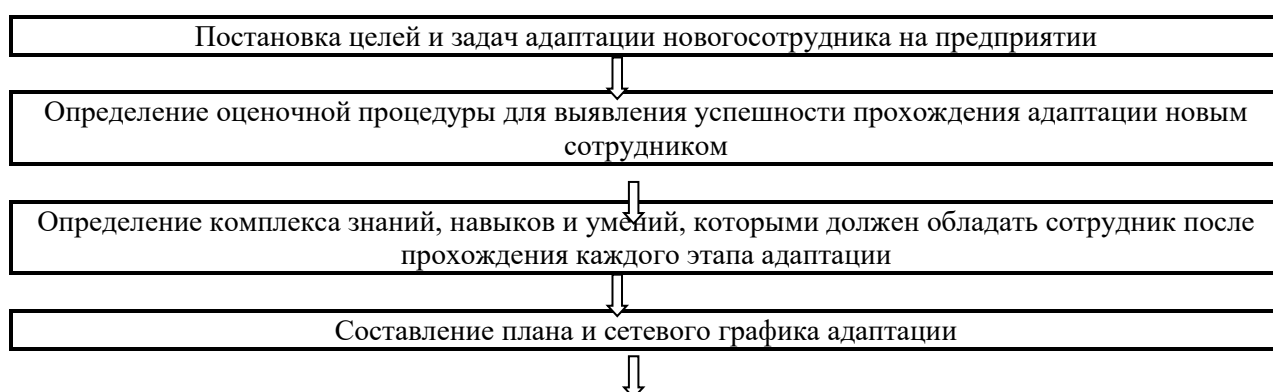 Постановка целей и задач адаптации новогосотрудника на предприятии
Определение оценочной процедуры для выявления успешности прохождения адаптации новым
сотрудником
Определение комплекса знаний, навыков и умений, которыми должен обладать сотрудник после
прохождения каждого этапа адаптации
Составление плана и сетевого графика адаптации